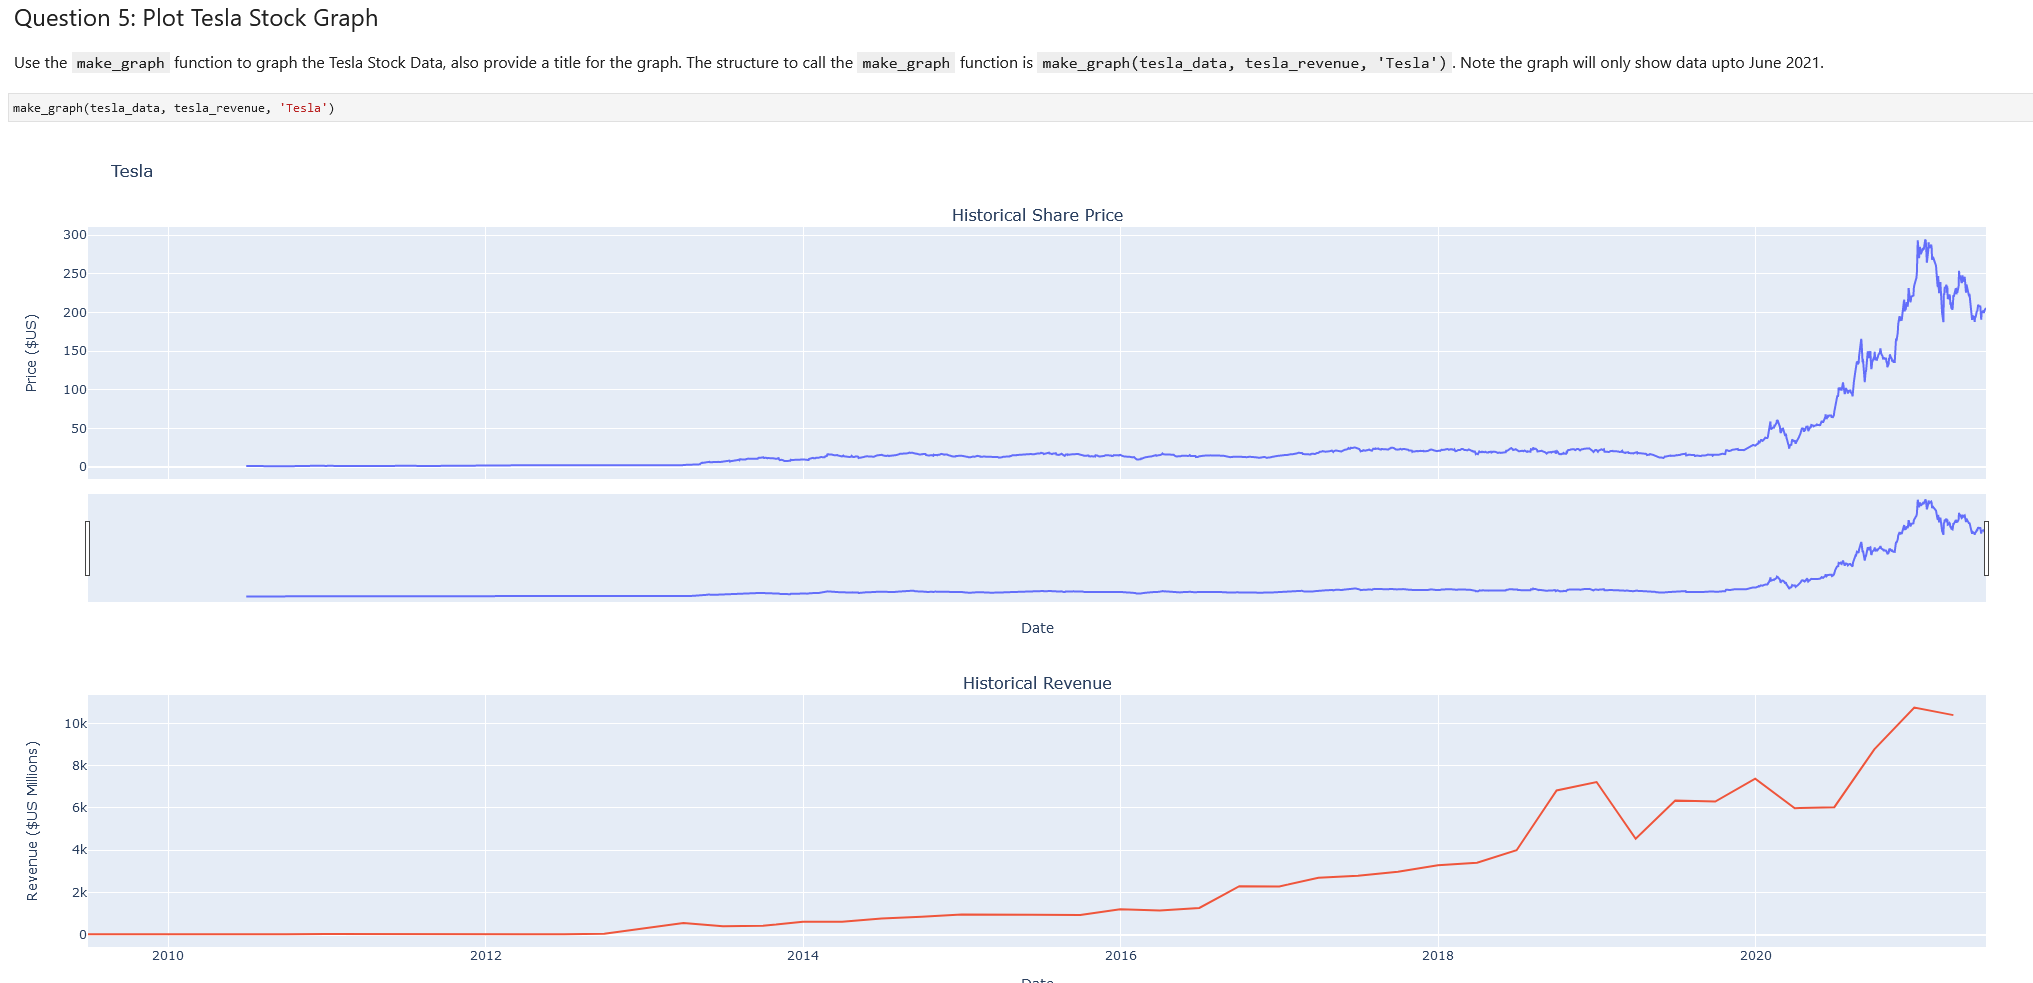 Question 5: Plot Tesla Stock Graph
Use the make_graph function to graph the Tesla Stock Data, also provide a title for the graph. The structure to call the make_graph function is make_graph(tesla_data, tesla_revenue, 'Tesla'). Note the graph will only show data upto June 2021.
make_graph(tesla_data, tesla_revenue, 'Tesla')
Tesla
Historical Share Price
Price ($US)
300
250
200
150
100
50
0
Date
Historical Revenue
Revenue ($US Millions)
10k
8k
6k
4k
2k
0
2010 2012 2014 2016 2018 2020
Date